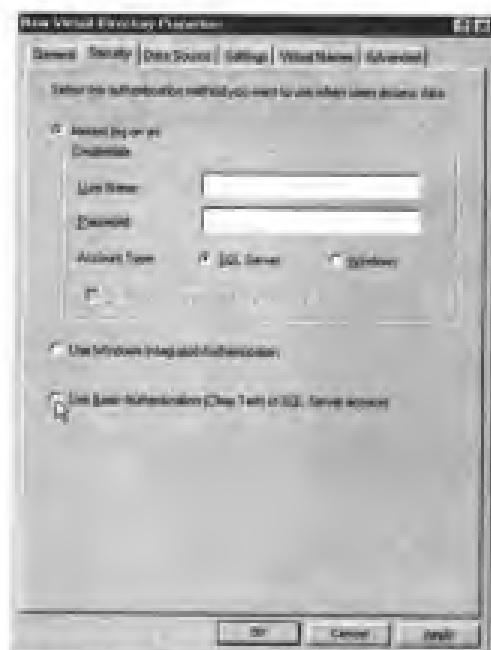 New Virtual Directory Properties
General Security Data Source Settings Virtual Names Advanced
Select the authentication method you want to use when users access data
Always log on as
Credentials
User Name
Password
Account Type SQL Server Windows
Use Windows Integrated Authentication
Use Basic Authentication (Clear Text) to SQL Server account
OK Cancel Apply